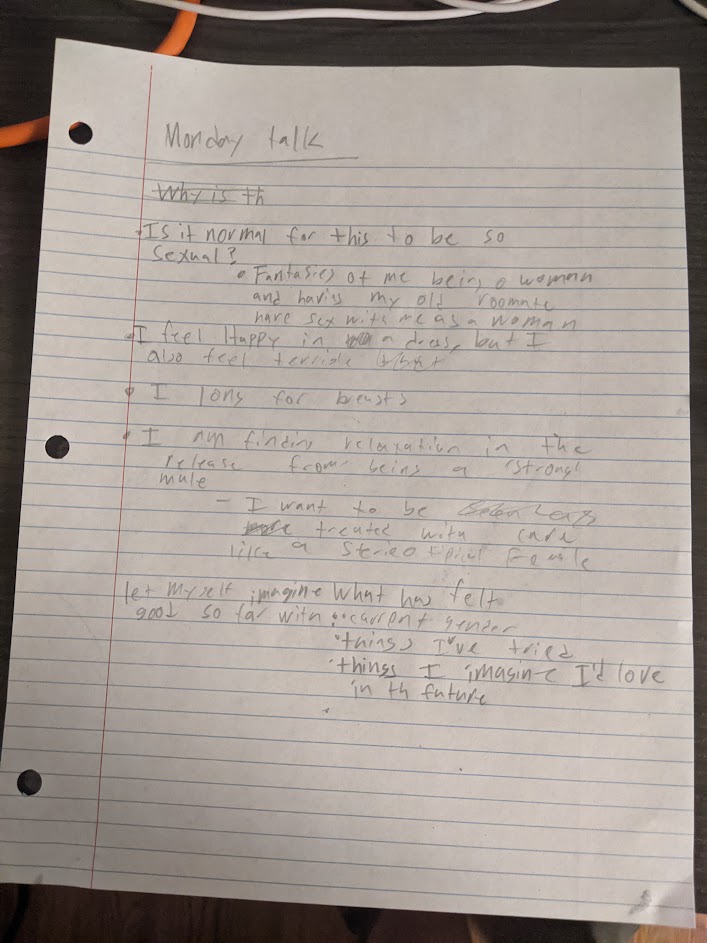 Monday talk
Why is th
Is it normal for this to be so
sexual?
Fantasies of me being a woman
and having my old roomate
have sex with me as a woman
I feel Happy in a dress, but I
also feel terrible
I long for breasts
I am finding relaxation in the
release from being a "strong"
male
- I want to be
treated with care
like a Female
let myself imagine what has felt
good so far with current gender
things I've tried
things I imagine I'd love
in th future